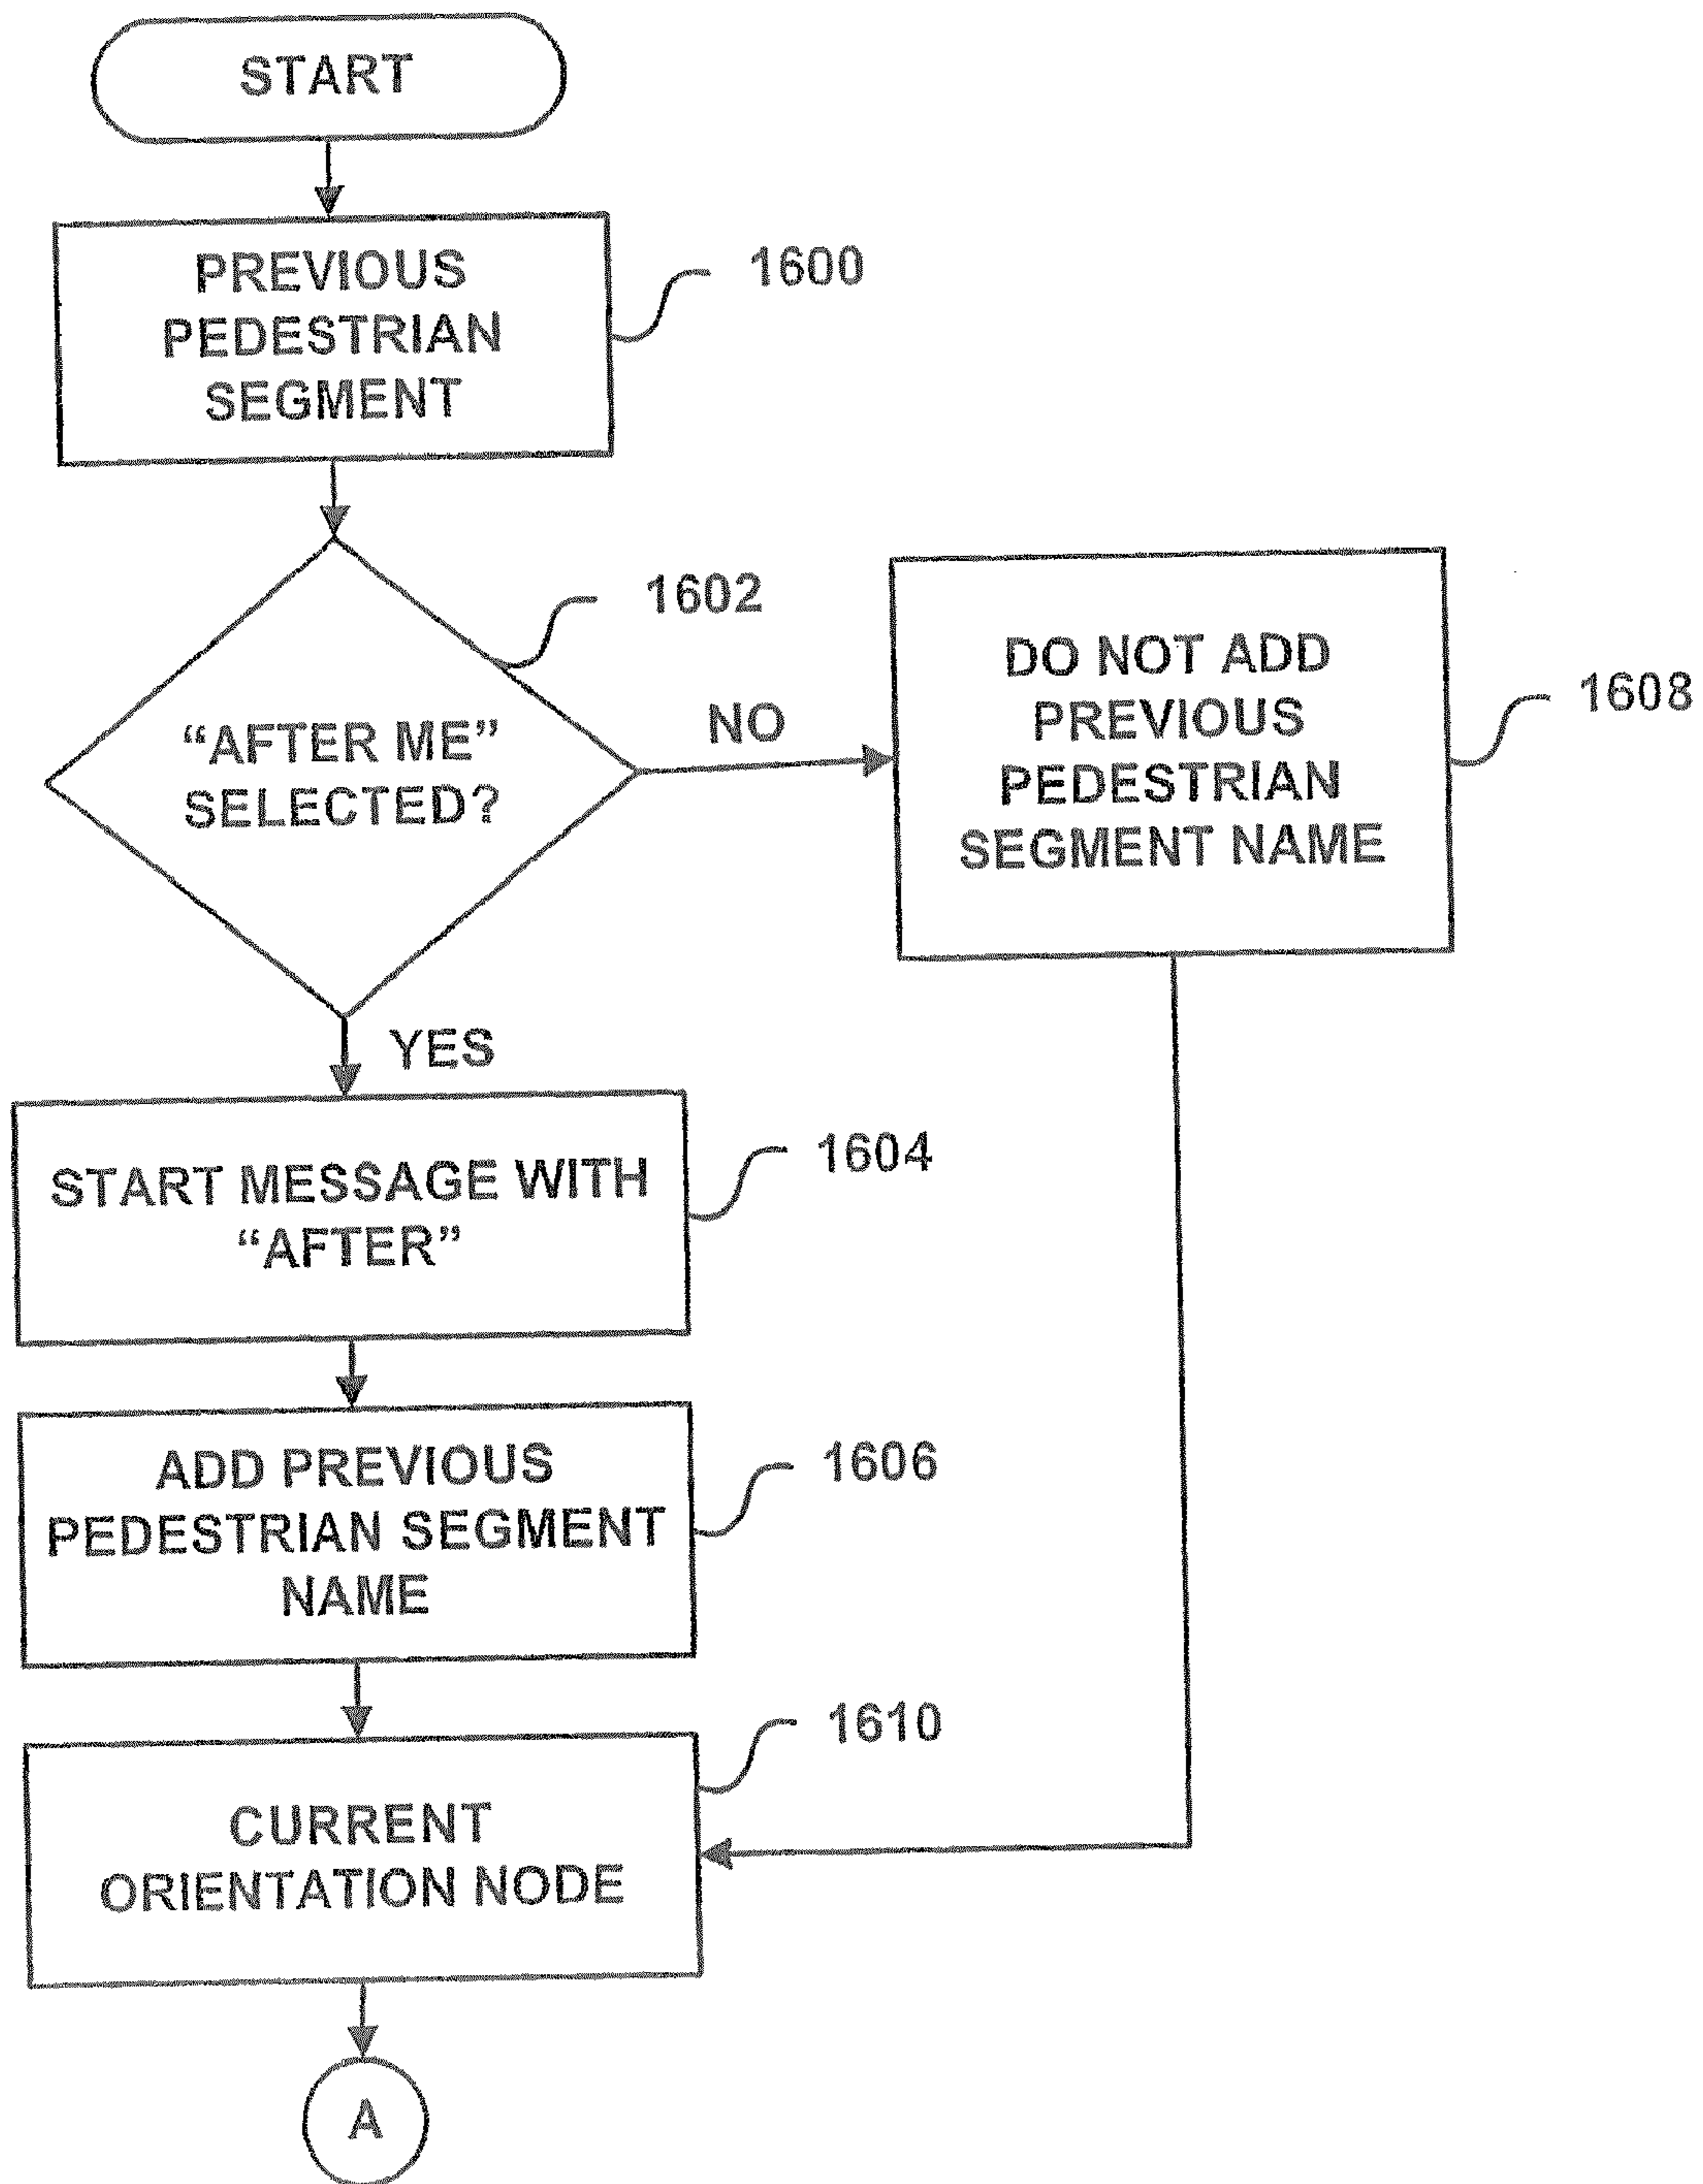 START
PREVIOUS
PEDESTRIAN
SEGMENT
1600
1602
“AFTER ME”
SELECTED?
NO
DO NOT ADD
PREVIOUS
PEDESTRIAN
SEGMENT NAME
1608
YES
START MESSAGE WITH
“AFTER”
1604
ADD PREVIOUS
PEDESTRIAN SEGMENT
NAME
1606
CURRENT
ORIENTATION NODE
1610
A